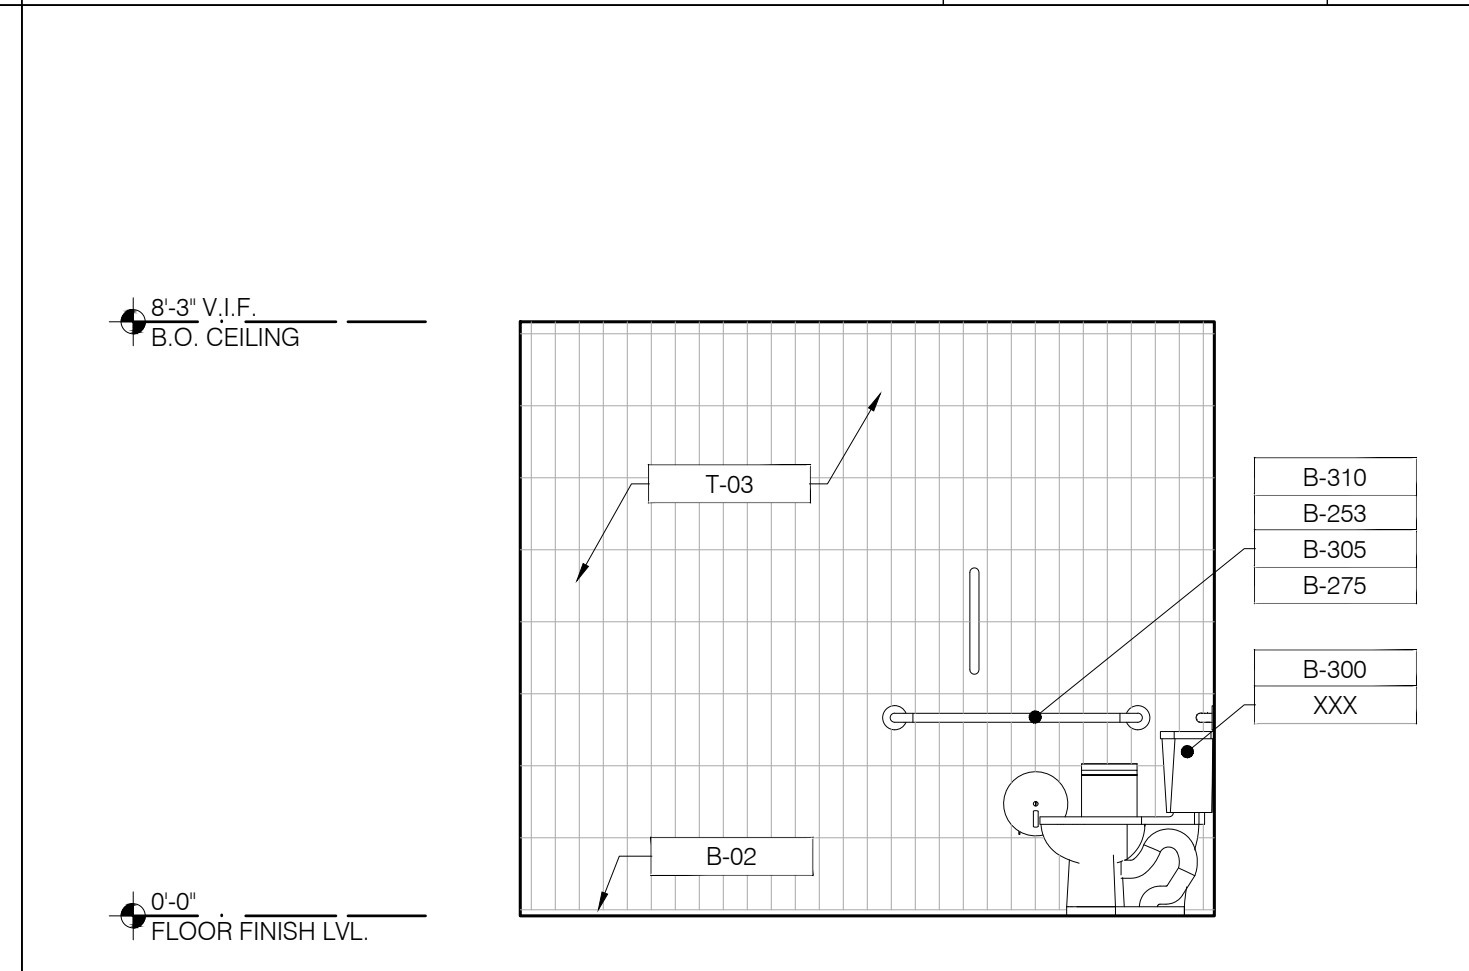 8'-3" V.I.F.
B.O. CEILING
T-03
B-310
B-253
B-305
B-275
B-300
XXX
B-02
0'-0"
FLOOR FINISH LVL.